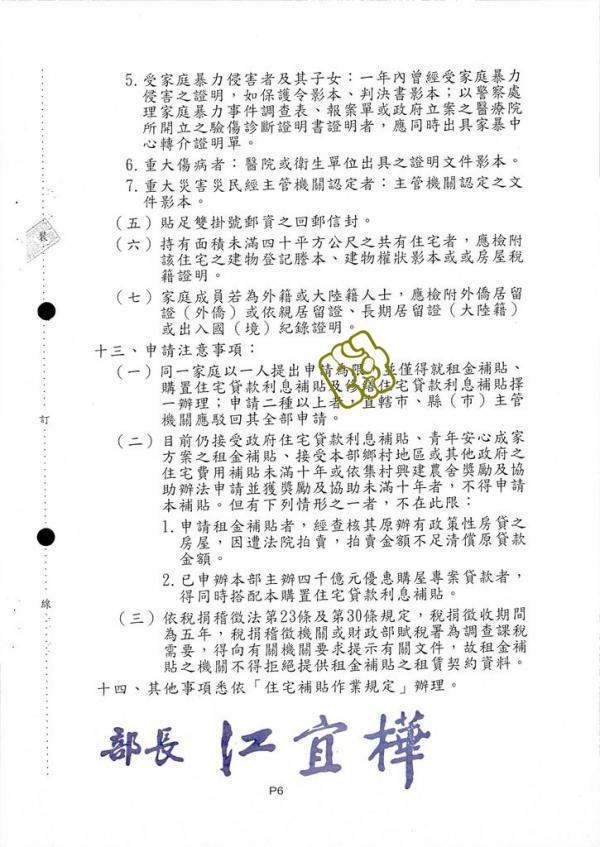 5. 受家庭暴力侵害者及其子女：一年內曾經受家庭暴力
侵害之證明，如保護令影本、判決書影本；以警察處
理家庭暴力事件調查表、報案單或政府立案之醫療院
所開立之驗傷診斷證明書證明者，應同時出具家暴中
心轉介證明單。
6. 重大傷病者：醫院或衛生單位出具之證明文件影本。
7. 重大災害災民經主管機關認定者：主管機關認定之文
件影本。
（五）貼足雙掛號郵資之回郵信封。
（六）持有面積未滿四十平方公尺之共有住宅者，應檢附
該住宅之建物登記謄本、建物權狀影本或或房屋稅
籍證明。
（七）家庭成員若為外籍或大陸籍人士，應檢附外僑居留
證（外僑）或依親居留證、長期居留證（大陸籍）
或出入國（境）紀錄證明。
十三、申請注意事項：
（一）同一家庭以一人提出申請為限，並僅得就租金補貼、
購置住宅貸款利息補貼及修繕住宅貸款利息補貼擇
一辦理；申請二種以上者，直轄市、縣（市）主管
機關應駁回其全部申請。
（二）目前仍接受政府住宅貸款利息補貼、青年安心成家
方案之租金補貼、接受本部鄉村地區或其他政府之
住宅費用補貼未滿十年或依集村興建農舍獎勵及協
助辦法申請並獲獎勵及協助未滿十年者，不得申請
本補貼。但有下列情形之一者，不在此限：
1. 申請租金補貼者，經查核其原辦有政策性房貸之
房屋，因遭法院拍賣，拍賣金額不足清償原貸款
金額。
2. 已申辦本部主辦四千億元優惠購屋專案貸款者，
得同時搭配本購置住宅貸款利息補貼。
（三）依稅捐稽徵法第23條及第30條規定，稅捐徵收期間
為五年，稅捐稽徵機關或財政部賦稅署為調查課稅
需要，得向有關機關要求提示有關文件，故租金補
貼之機關不得拒絕提供租金補貼之租賃契約資料。
十四、其他事項悉依「住宅補貼作業規定」辦理。
部長 江宜樺
P6
裝
訂
線